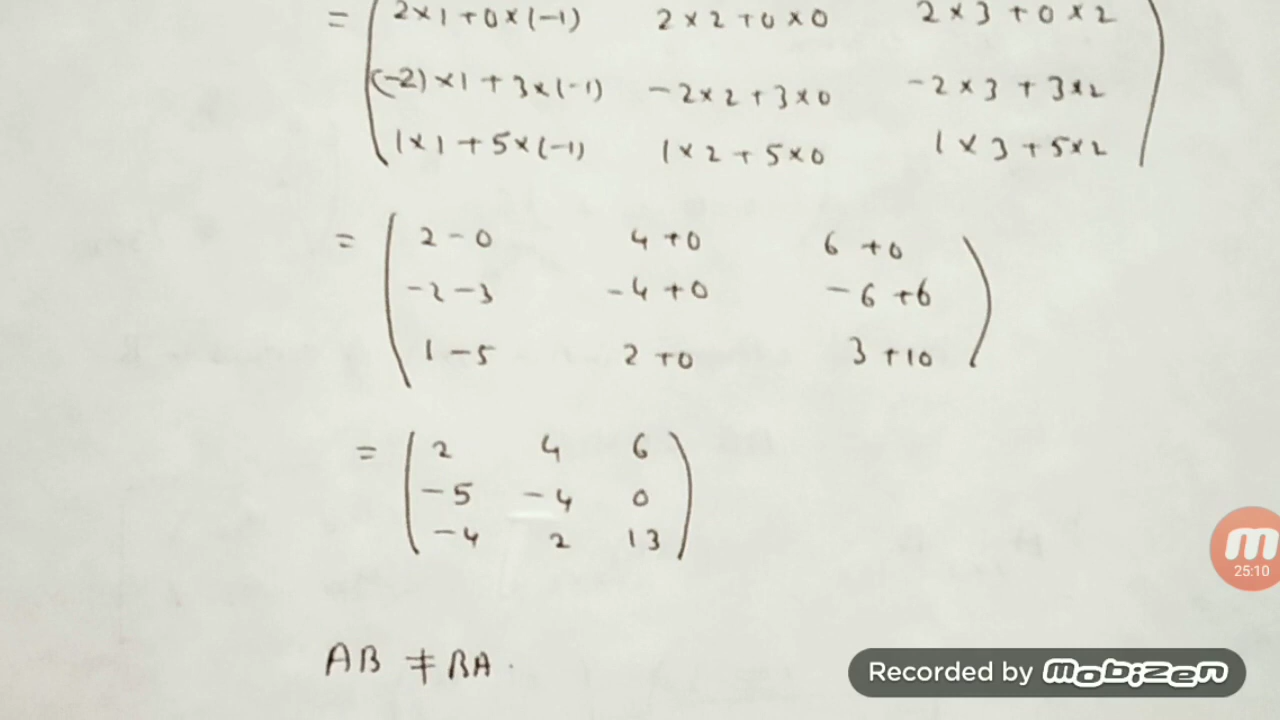 = ( 2×1+0×(-1) 2×2+0×0 2×3+0×2
(-2)×1+3×(-1) -2×2+3×0 -2×3+3×2
1×1+5×(-1) 1×2+5×0 1×3+5×2 )
= ( 2-0 4+0 6+0
-2-3 -4+0 -6+6
1-5 2+0 3+10 )
= ( 2 4 6
-5 -4 0
-4 2 13 )
AB ≠ BA.
m
25:10
Recorded by mobizen